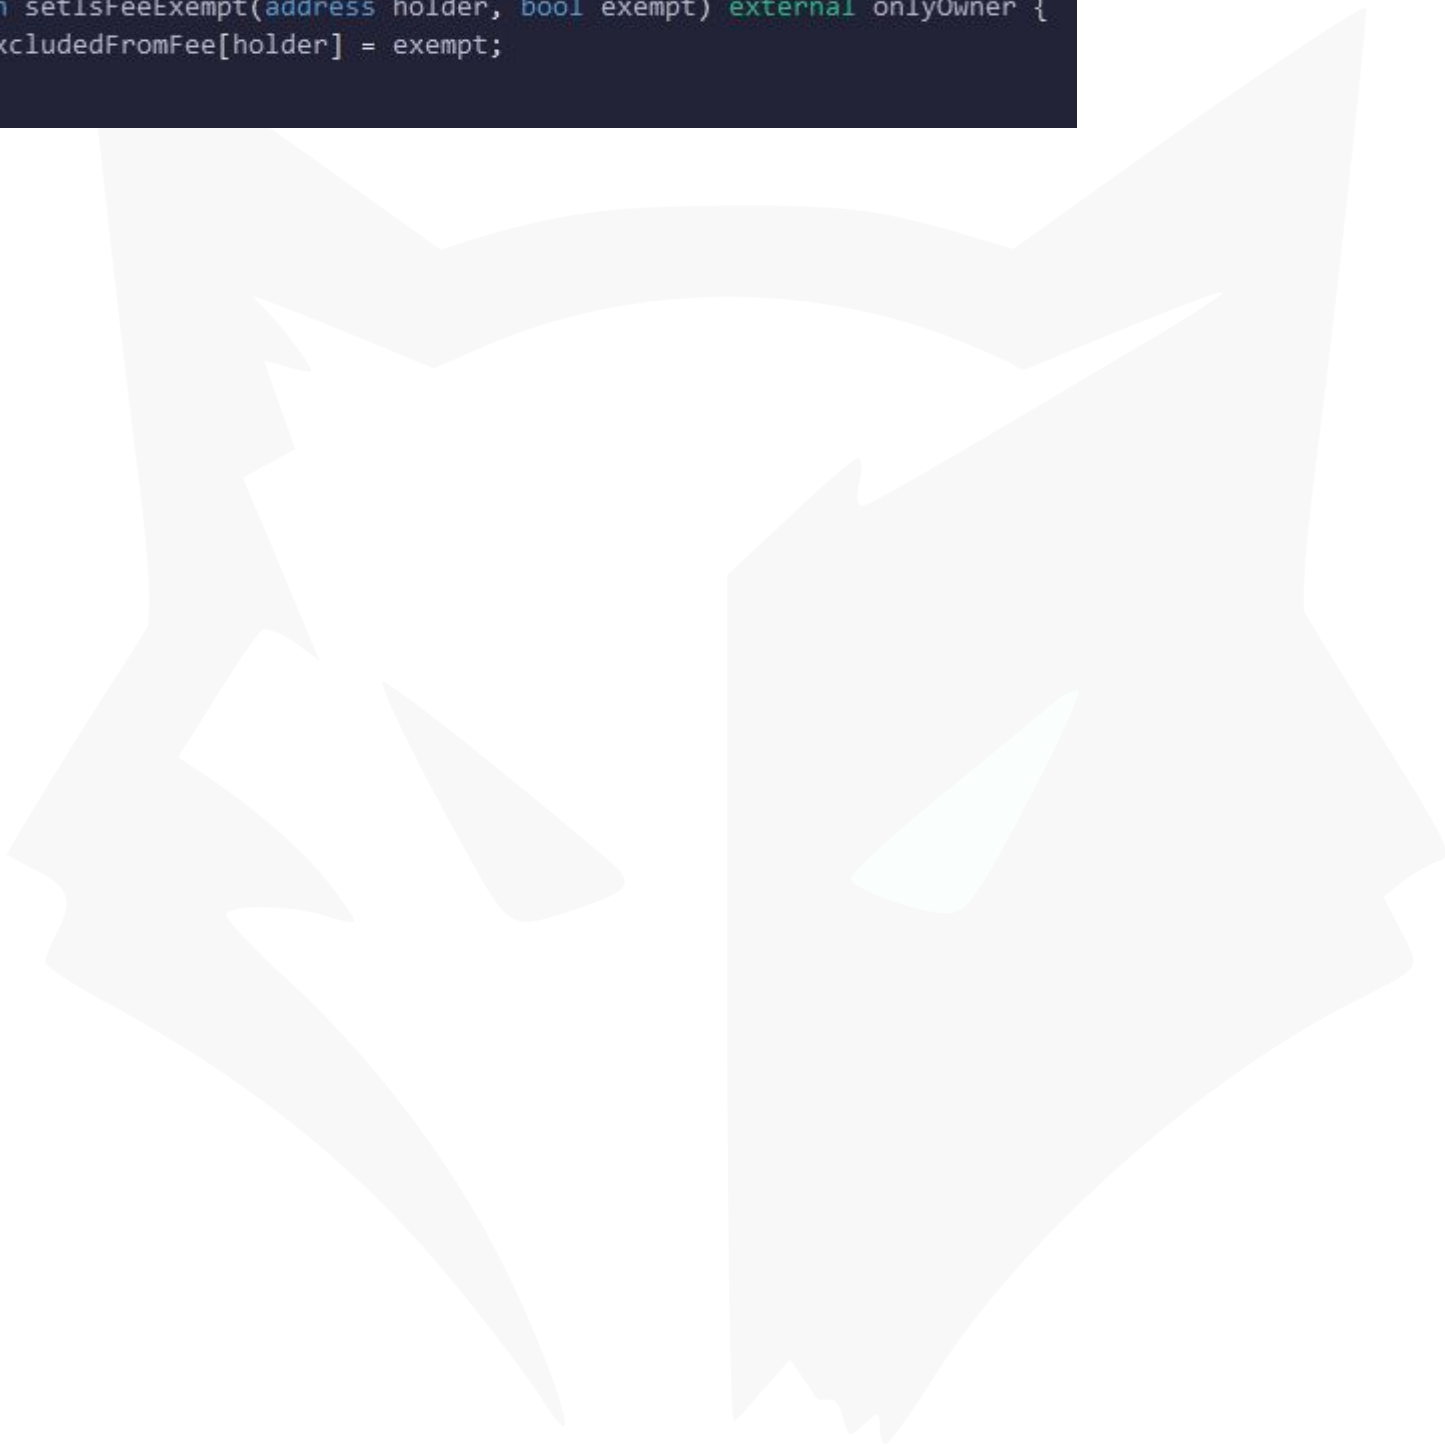 n setIsFeeExempt(address holder, bool exempt) external onlyOwner {
xcludedFromFee[holder] = exempt;